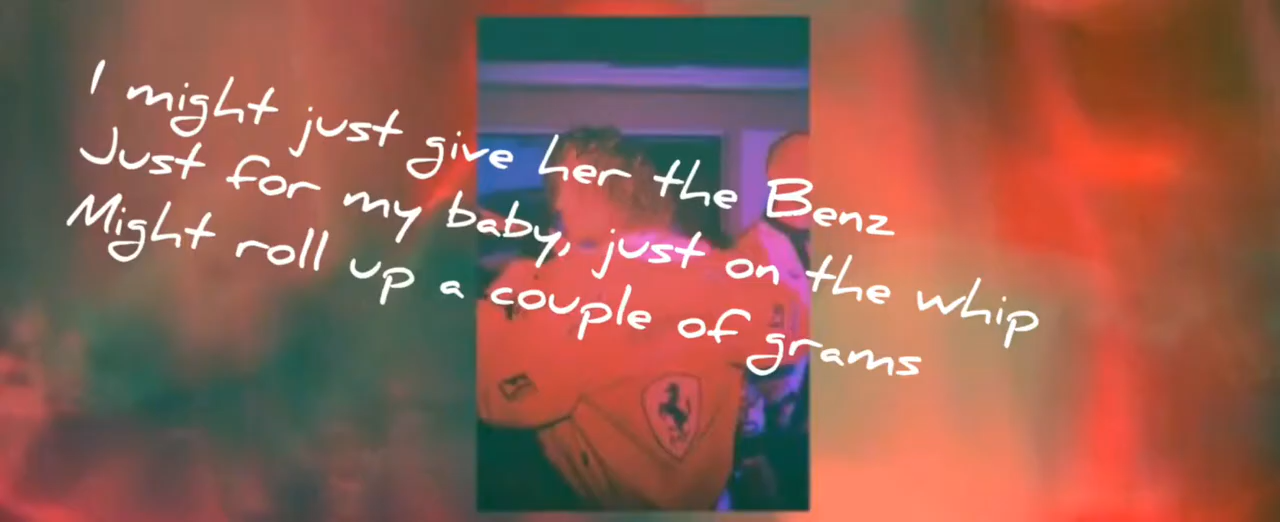 I might just give her the Benz
Just for my baby, just on the whip
Might roll up a couple of grams